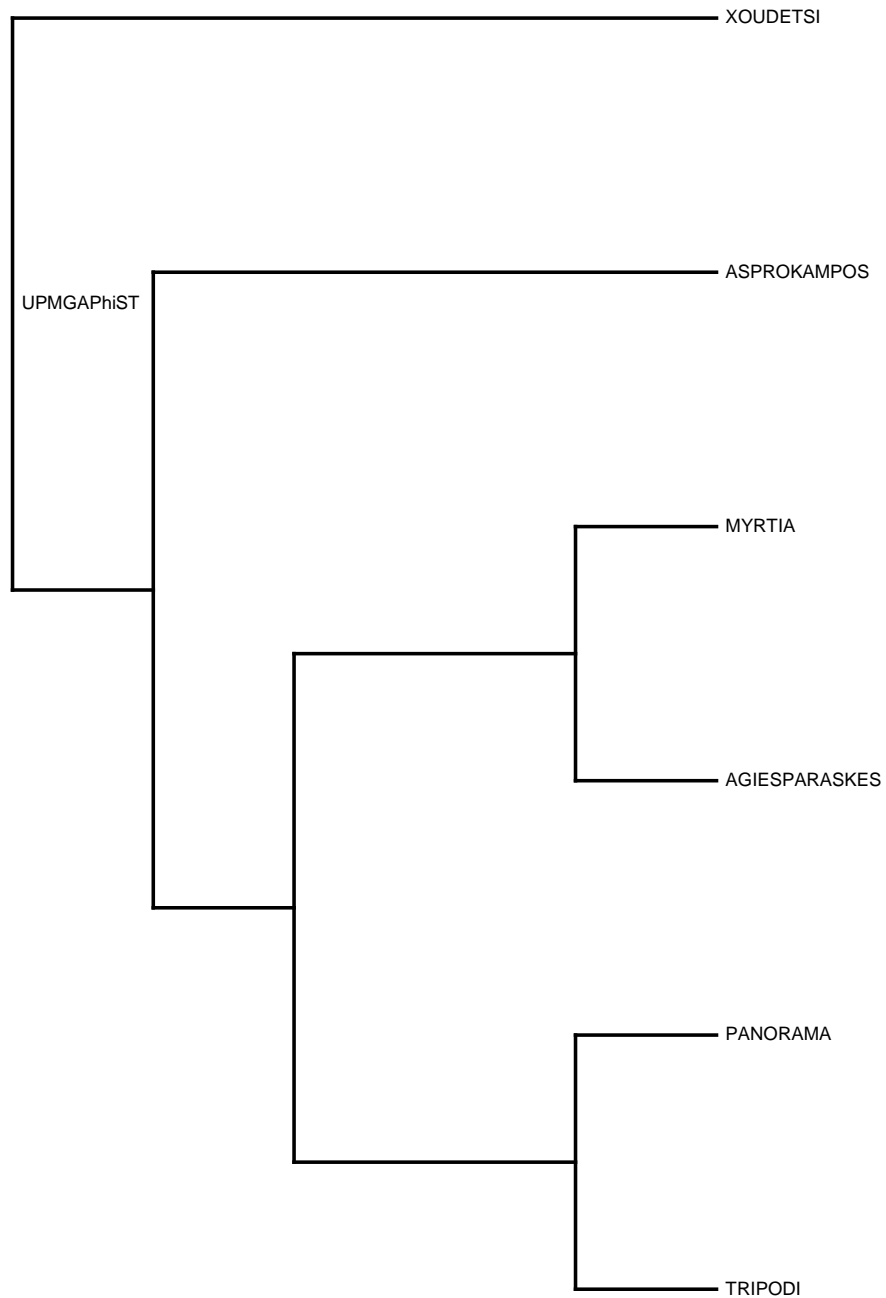 XOUDETSI
ASPROKAMPOS
UPMGAPhiST
MYRTIA
AGIESPARASKES
PANORAMA
TRIPODI